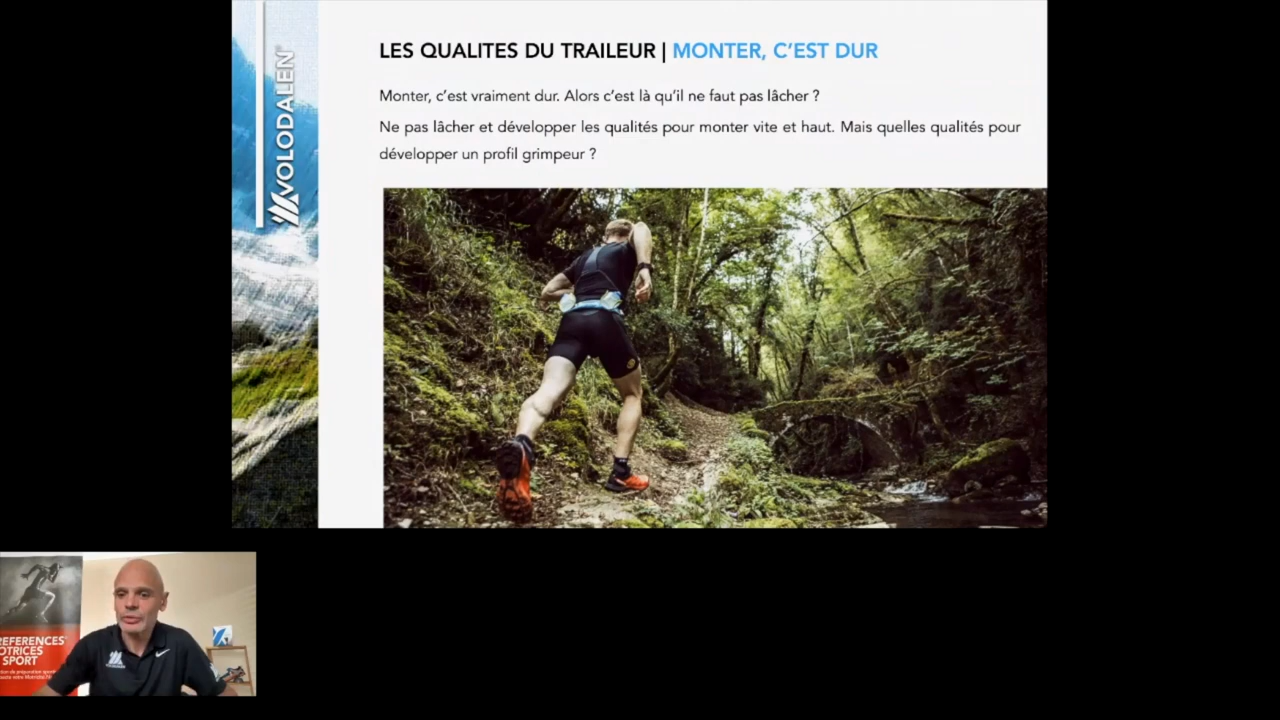 VOLODALEN
LES QUALITES DU TRAILEUR | MONTER, C'EST DUR
Monter, c'est vraiment dur. Alors c'est là qu'il ne faut pas lâcher ?
Ne pas lâcher et développer les qualités pour monter vite et haut. Mais quelles qualités pour
développer un profil grimpeur ?
EFERENCES
OTRICES
SPORT